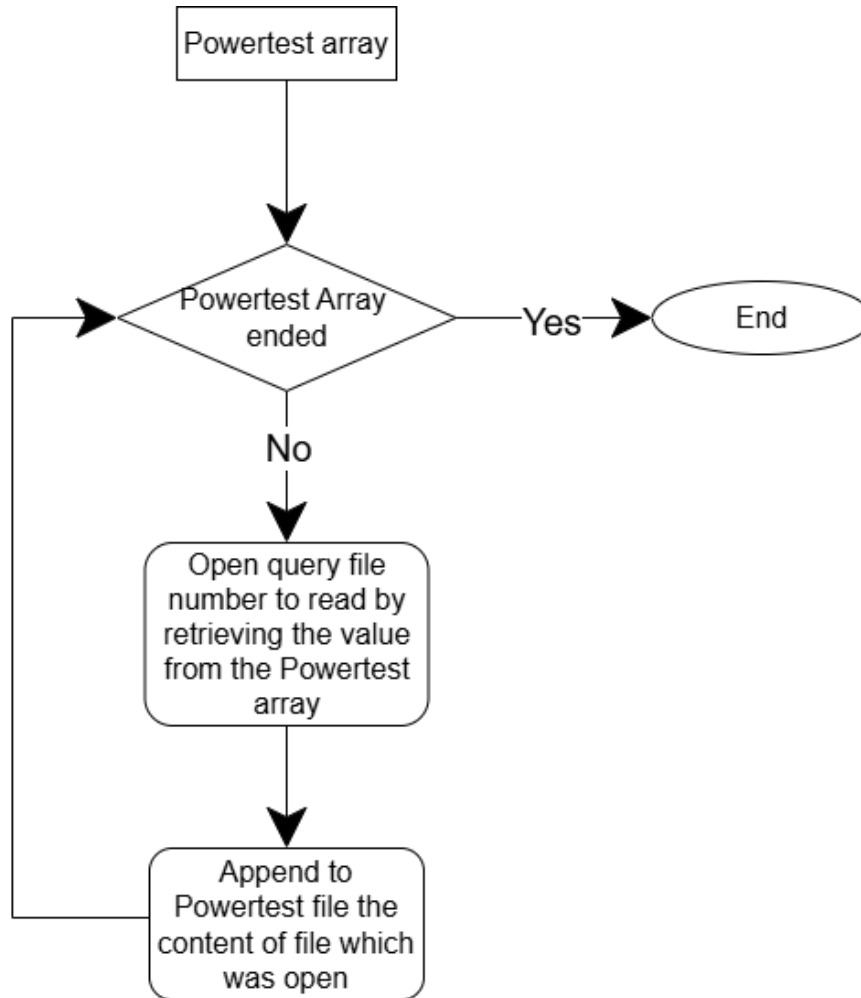 Powertest array
Powertest Array
ended
Yes
End
No
Open query file
number to read by
retrieving the value
from the Powertest
array
Append to
Powertest file the
content of file which
was open